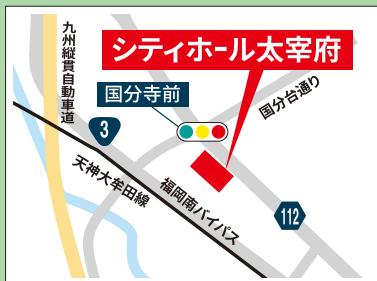 シティホール太宰府
九州縦貫自動車道
国分寺前
国分台通り
3
天神大牟田線
福岡南バイパス
112